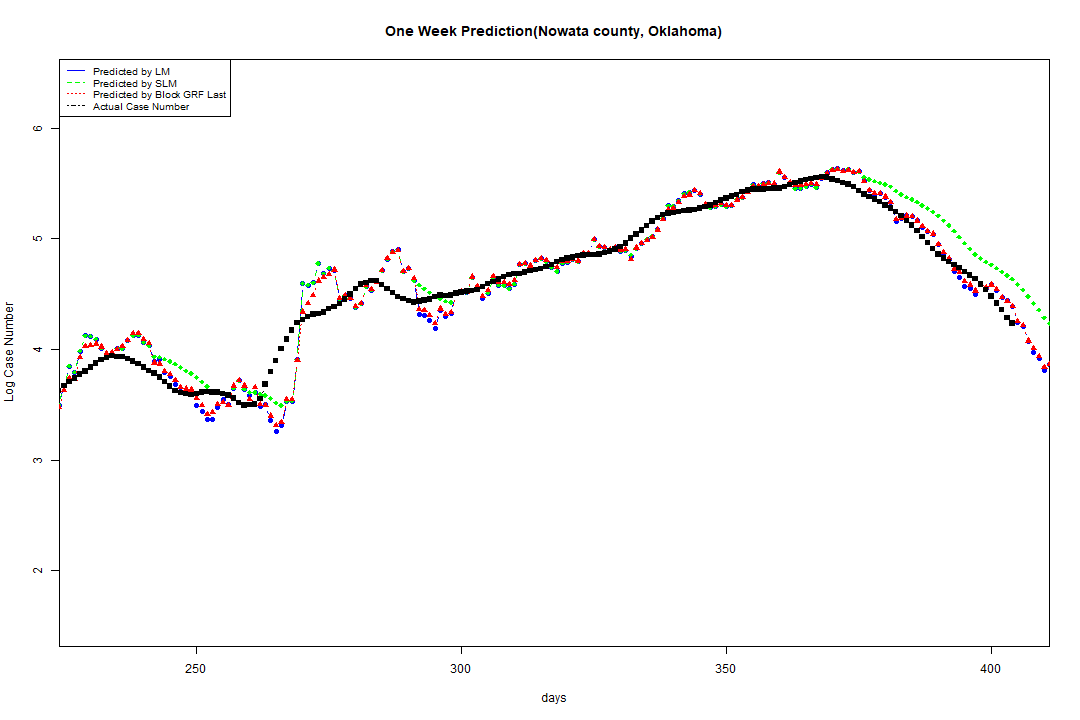 One Week Prediction(Nowata county, Oklahoma)
Predicted by LM
Predicted by SLM
Predicted by Block GRF Last
Actual Case Number
6
5
4
3
2
Log Case Number
250
300
350
400
days